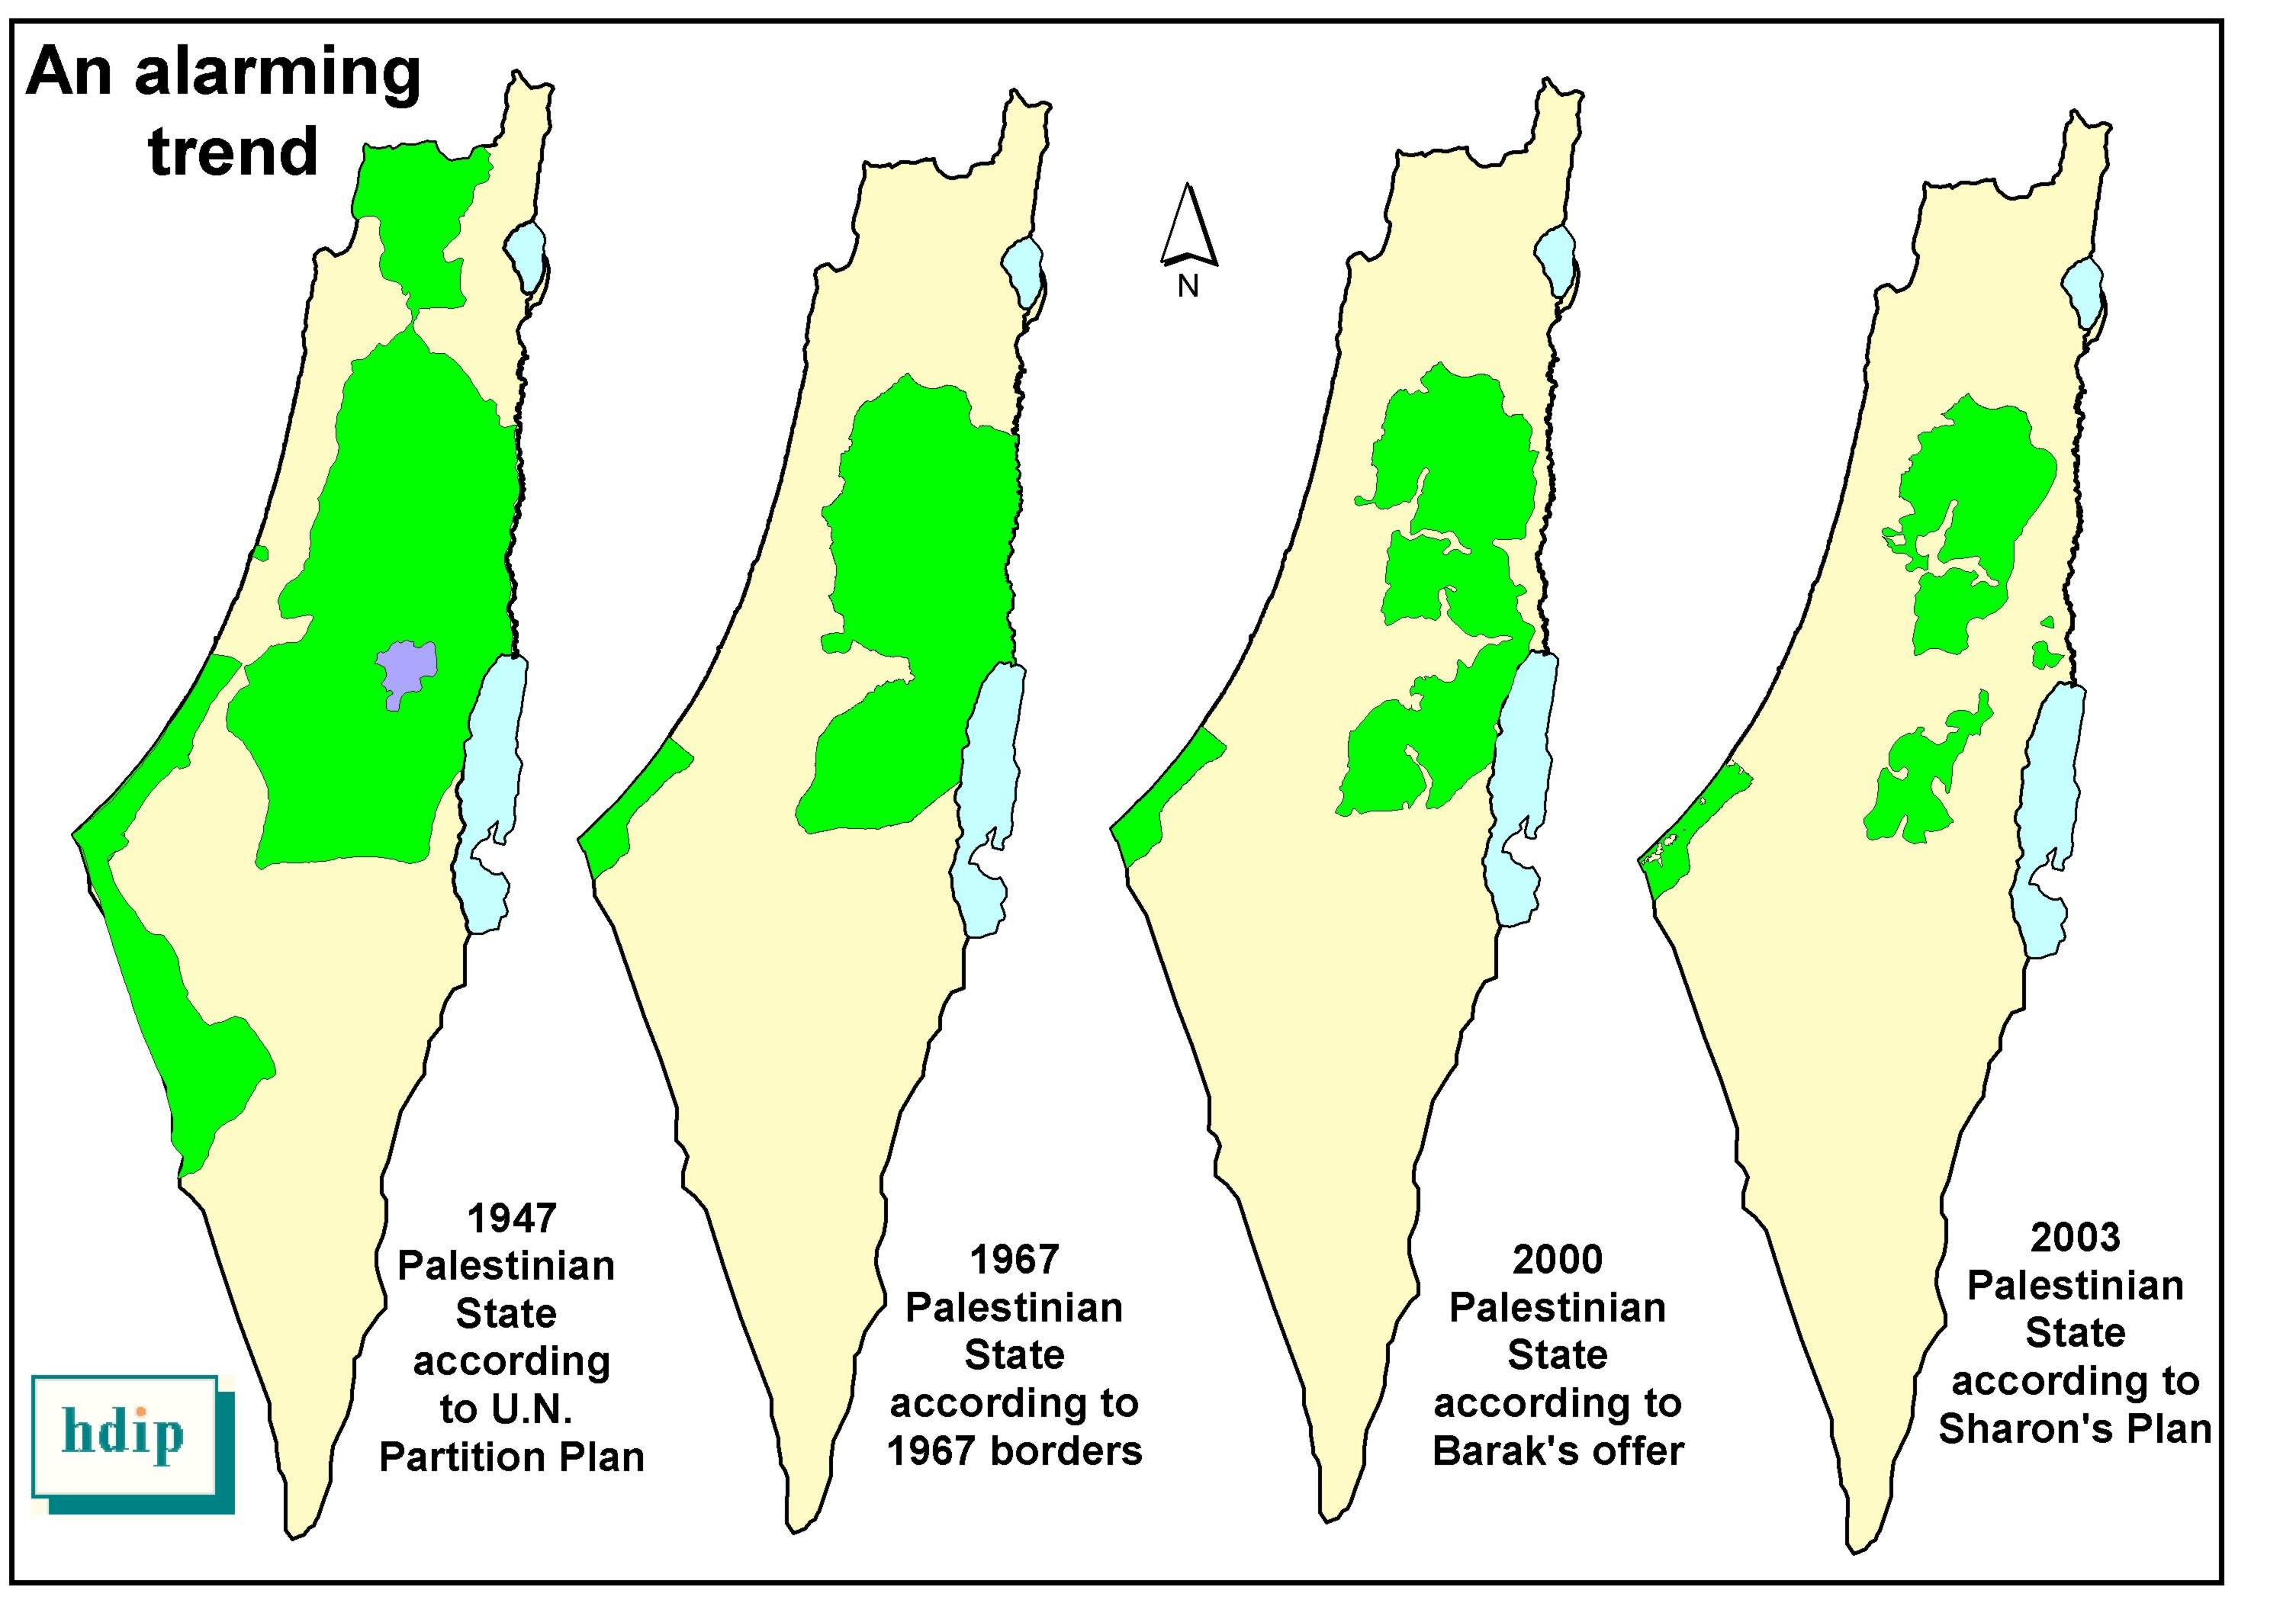 An alarming
trend
N
1947
Palestinian
State
according
to U.N.
Partition Plan
1967
Palestinian
State
according to
1967 borders
2000
Palestinian
State
according to
Barak's offer
2003
Palestinian
State
according to
Sharon's Plan
hdip